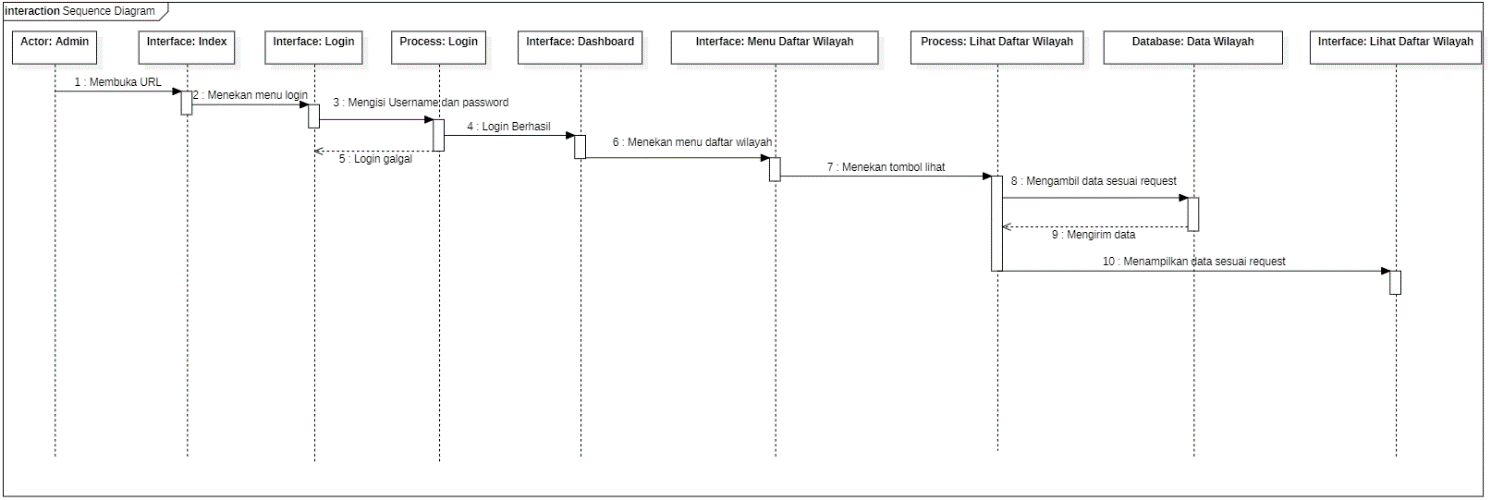 interaction Sequence Diagram
Actor: Admin
Interface: Index
Interface: Login
Process: Login
Interface: Dashboard
Interface: Menu Daftar Wilayah
Process: Lihat Daftar Wilayah
Database: Data Wilayah
Interface: Lihat Daftar Wilayah
1 : Membuka URL
2 : Menekan menu login
3 : Mengisi Username dan password
4 : Login Berhasil
5 : Login galgal
6 : Menekan menu daftar wilayah
7 : Menekan tombol lihat
8 : Mengambil data sesuai request
9 : Mengirim data
10 : Menampilkan data sesuai request